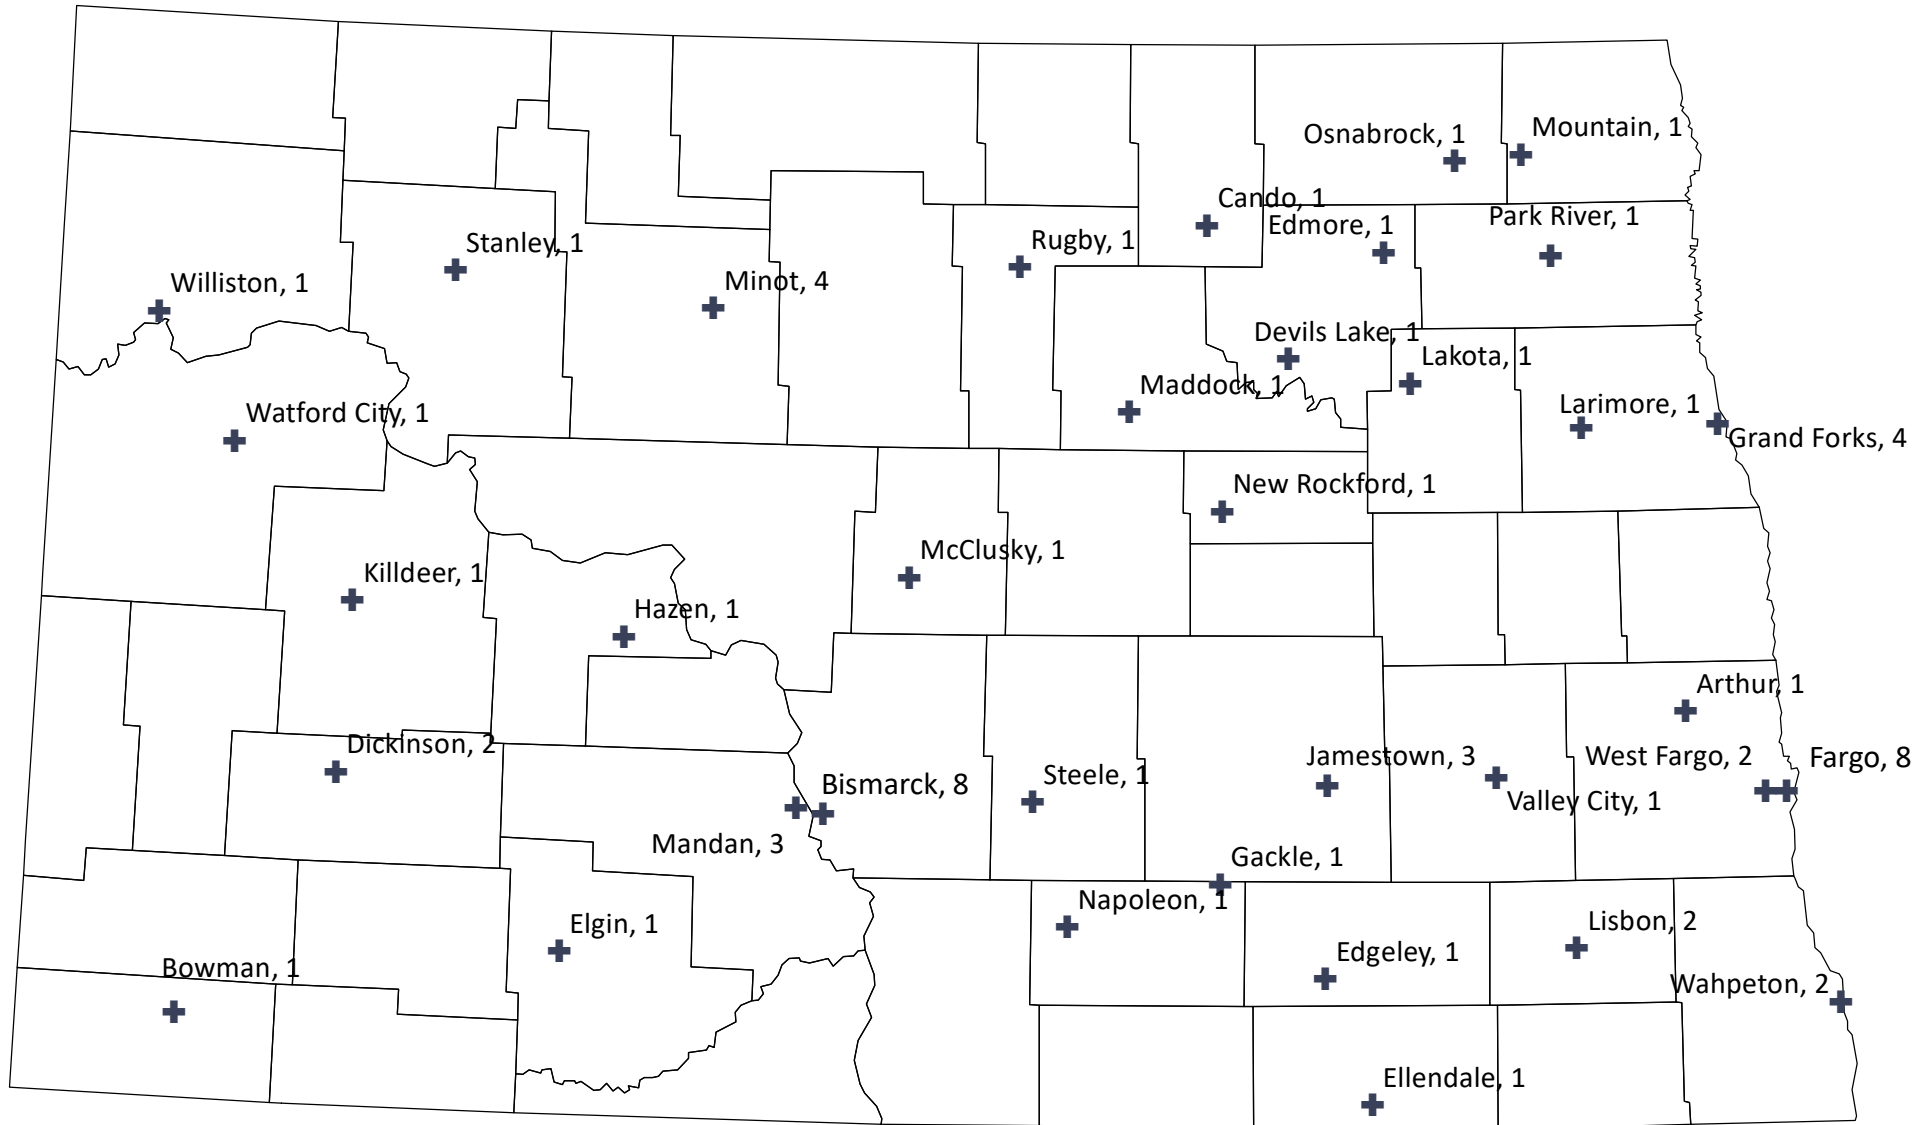 Osnabrock, 1
Mountain, 1
Cando, 1
Edmore, 1
Park River, 1
Stanley, 1
Rugby, 1
Williston, 1
Minot, 4
Devils Lake, 1
Lakota, 1
Maddock, 1
Larimore, 1
Watford City, 1
Grand Forks, 4
New Rockford, 1
McClusky, 1
Killdeer, 1
Hazen, 1
Arthur, 1
Dickinson, 2
Jamestown, 3
West Fargo, 2
Fargo, 8
Steele, 1
Bismarck, 8
Valley City, 1
Mandan, 3
Gackle, 1
Napoleon, 1
Elgin, 1
Lisbon, 2
Edgeley, 1
Bowman, 1
Wahpeton, 2
Ellendale, 1